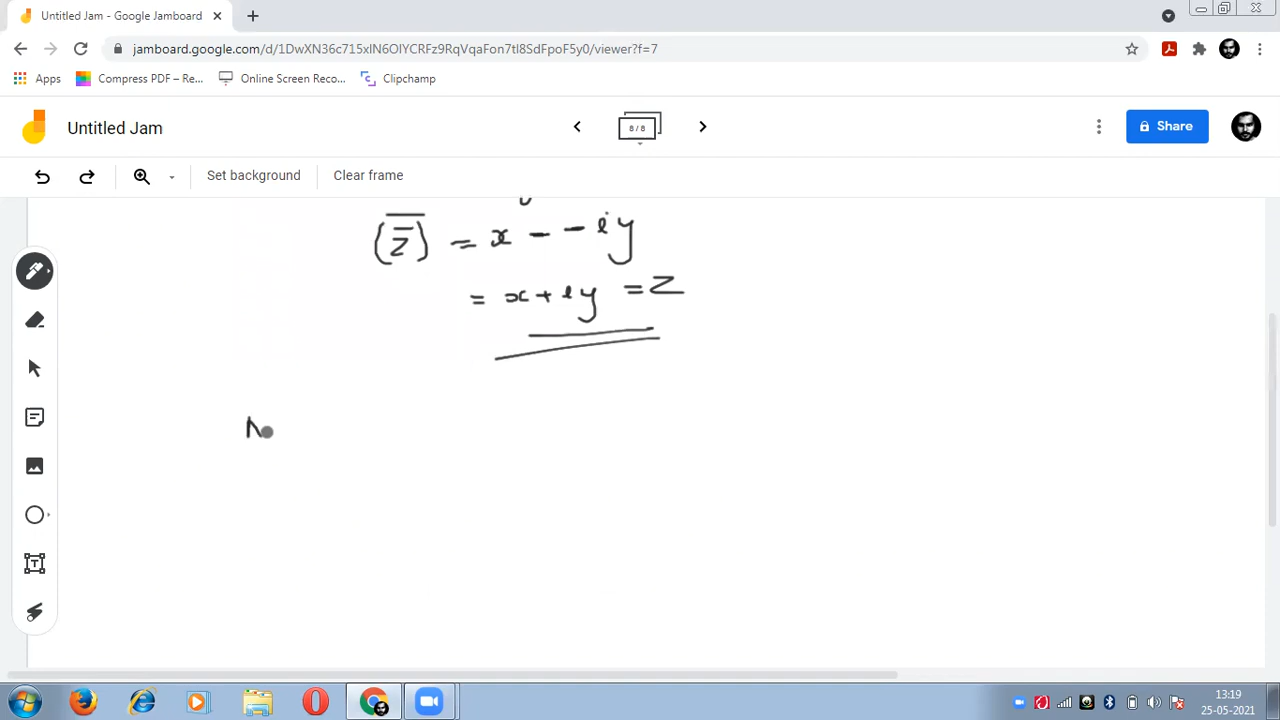 Untitled Jam - Google Jamboard
jamboard.google.com/d/1DwXN36c715xIN6OlYCRFz9RqVqaFon7tI8SdFpoF5y0/viewer?f=7
Apps
Compress PDF – Re...
Online Screen Reco...
Clipchamp
Untitled Jam
8 / 8
Share
Set background
Clear frame
(z̅)̅ = x - - iy
= x + iy = Z
N
13:19
25-05-2021